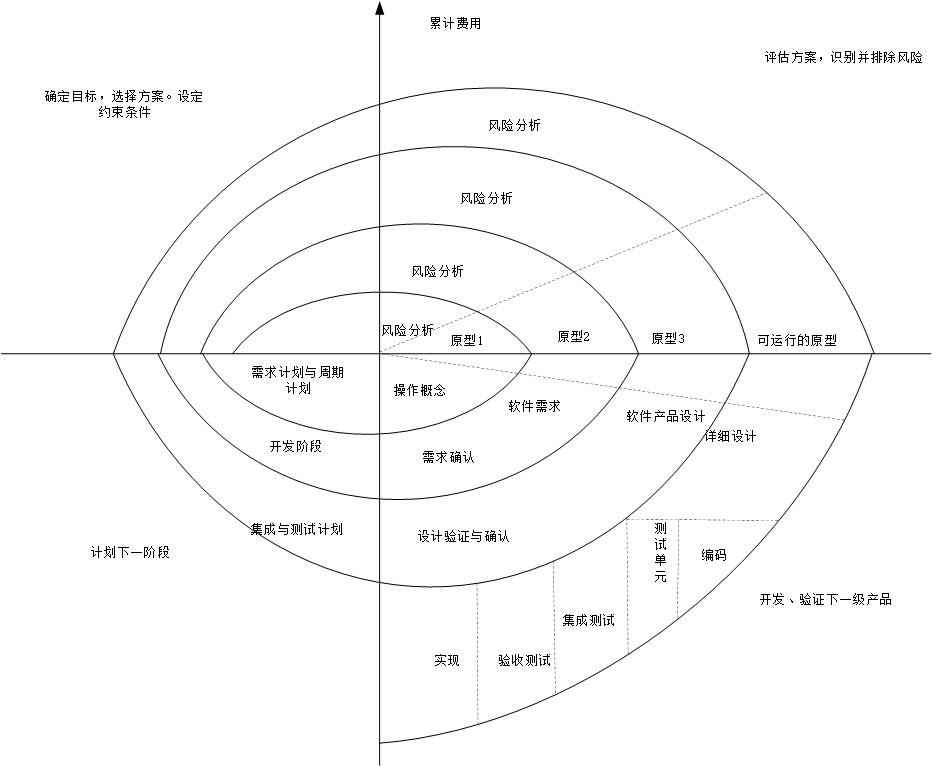 累计费用
评估方案，识别并排除风险
确定目标，选择方案。设定
约束条件
风险分析
风险分析
风险分析
风险分析
原型1
原型2
原型3
可运行的原型
需求计划与周期
计划
操作概念
软件需求
软件产品设计
详细设计
开发阶段
需求确认
集成与测试计划
设计验证与确认
测
试
单
元
编码
计划下一阶段
开发、验证下一级产品
集成测试
实现
验收测试